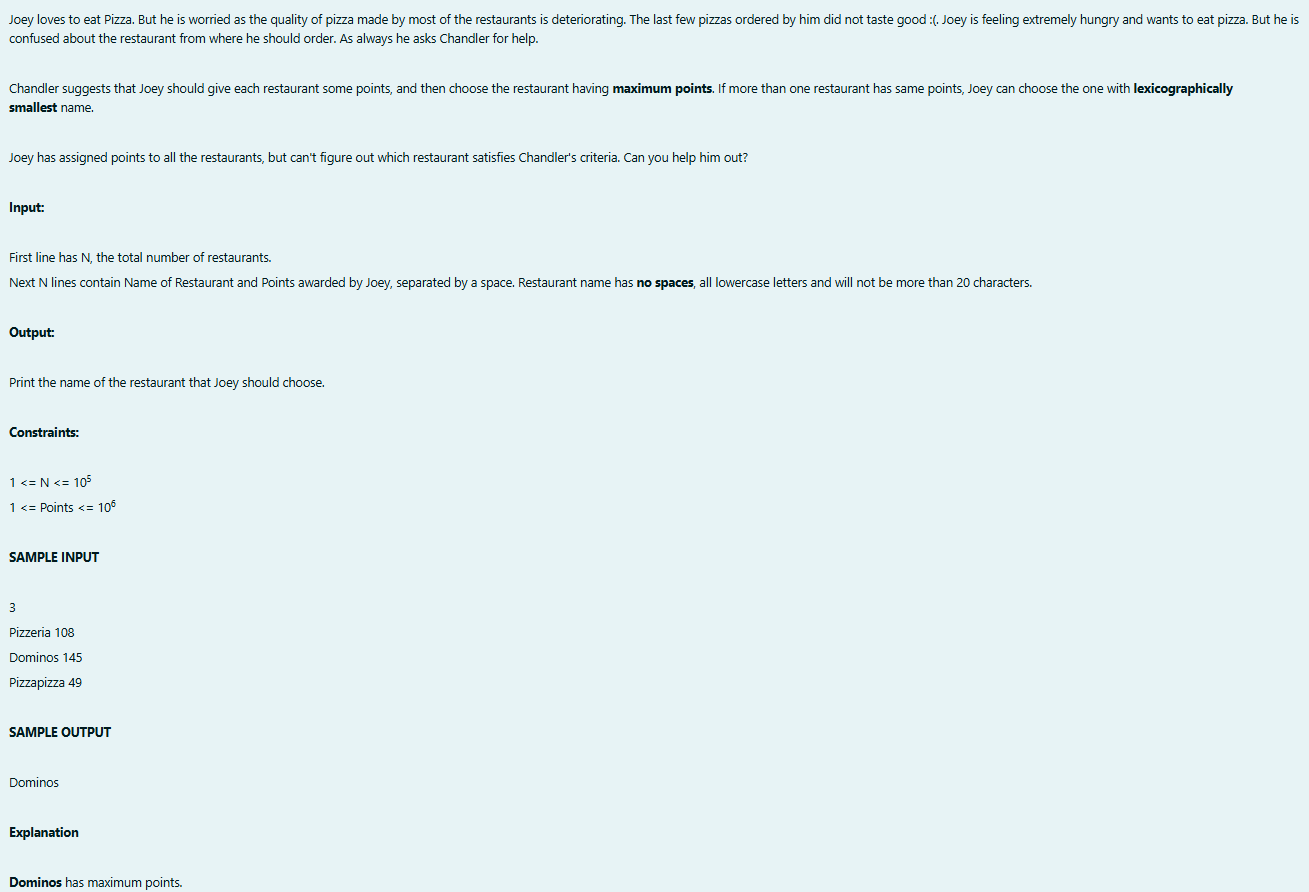 Joey loves to eat Pizza. But he is worried as the quality of pizza made by most of the restaurants is deteriorating. The last few pizzas ordered by him did not taste good :(. Joey is feeling extremely hungry and wants to eat pizza. But he is
confused about the restaurant from where he should order. As always he asks Chandler for help.
Chandler suggests that Joey should give each restaurant some points, and then choose the restaurant having maximum points. If more than one restaurant has same points, Joey can choose the one with lexicographically
smallest name.
Joey has assigned points to all the restaurants, but can't figure out which restaurant satisfies Chandler's criteria. Can you help him out?
Input:
First line has N, the total number of restaurants.
Next N lines contain Name of Restaurant and Points awarded by Joey, separated by a space. Restaurant name has no spaces, all lowercase letters and will not be more than 20 characters.
Output:
Print the name of the restaurant that Joey should choose.
Constraints:
1 <= N <= 10⁵
1 <= Points <= 10⁶
SAMPLE INPUT
3
Pizzeria 108
Dominos 145
Pizzapizza 49
SAMPLE OUTPUT
Dominos
Explanation
Dominos has maximum points.